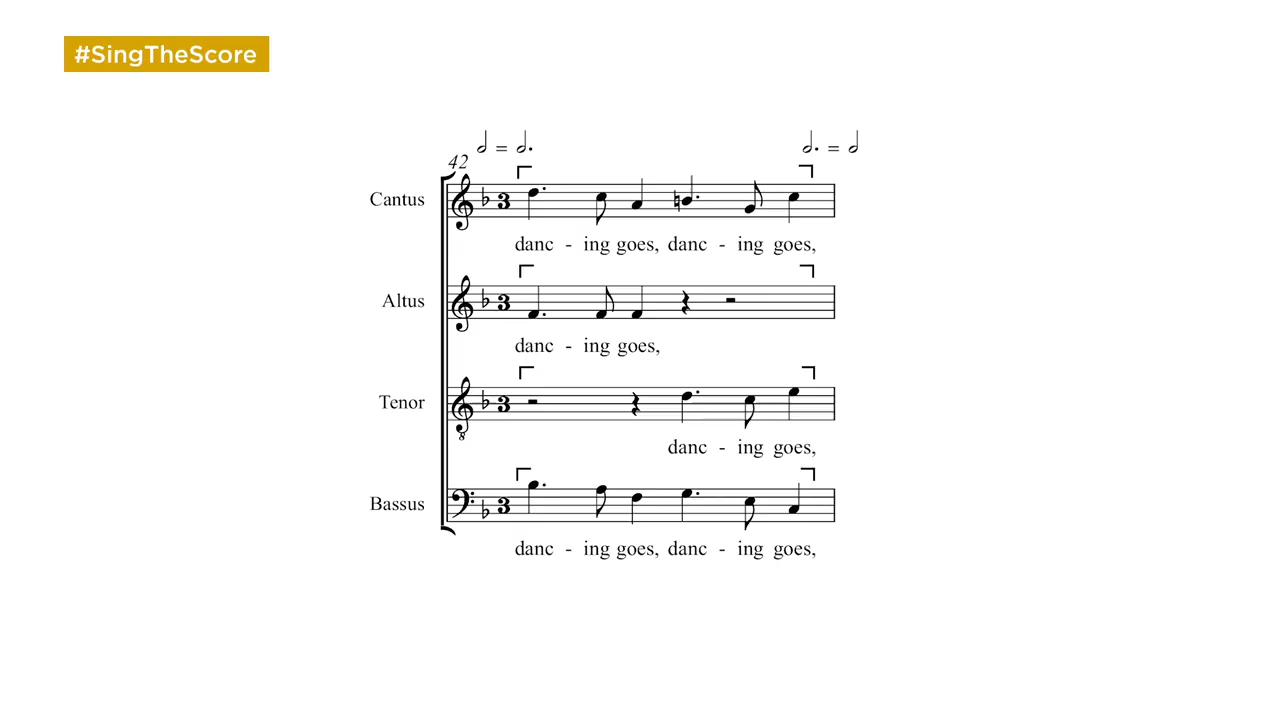 #SingTheScore
42
Cantus
danc - ing goes, danc - ing goes,
Altus
danc - ing goes,
Tenor
danc - ing goes,
Bassus
danc - ing goes, danc - ing goes,